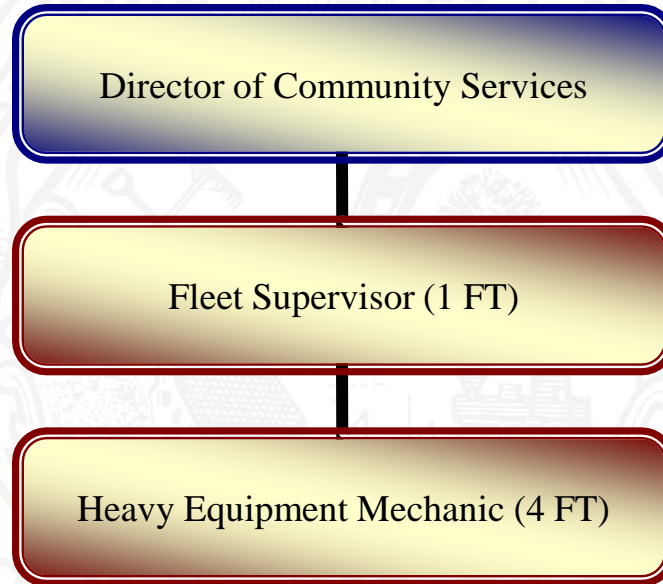 Director of Community Services
Fleet Supervisor (1 FT)
Heavy Equipment Mechanic (4 FT)